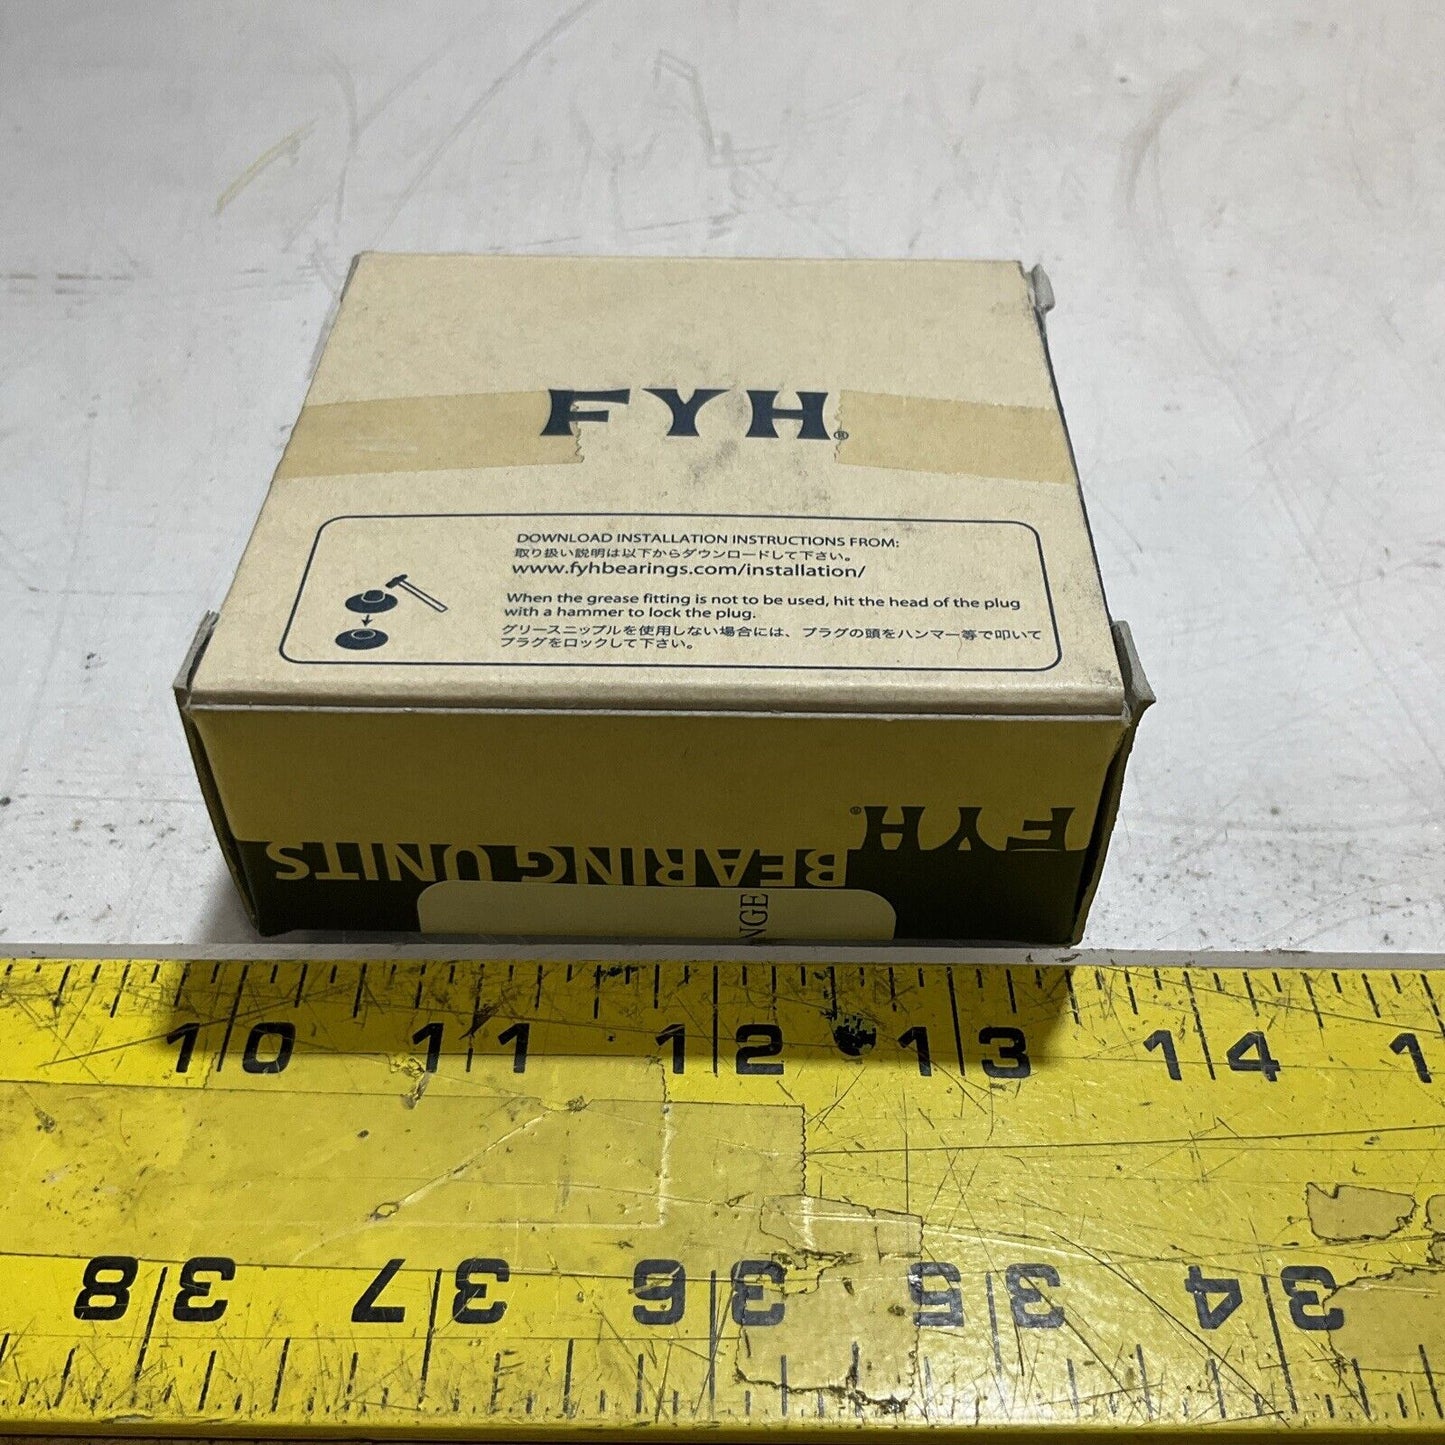 FYH®
DOWNLOAD INSTALLATION INSTRUCTIONS FROM:
取り扱い説明は以下からダウンロードして下さい。
www.fyhbearings.com/installation/
When the grease fitting is not to be used, hit the head of the plug
with a hammer to lock the plug.
グリースニップルを使用しない場合には、プラグの頭をハンマー等で叩いて
プラグをロックして下さい。
FYH®
BEARING UNITS
NGE
10 11 12 13 14 1
38 37 36 35 34